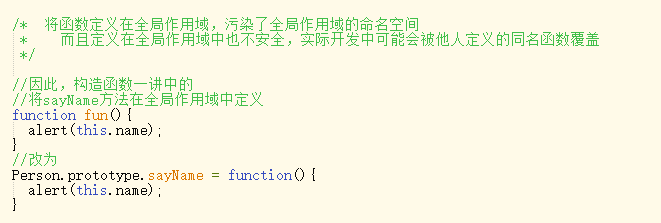 /*  将函数定义在全局作用域，污染了全局作用域的命名空间
 *    而且定义在全局作用域中也不安全，实际开发中可能会被他人定义的同名函数覆盖
 */
//因此，构造函数一讲中的
//将sayName方法在全局作用域中定义
function fun(){
  alert(this.name);
}
//改为
Person.prototype.sayName = function(){
  alert(this.name);
}